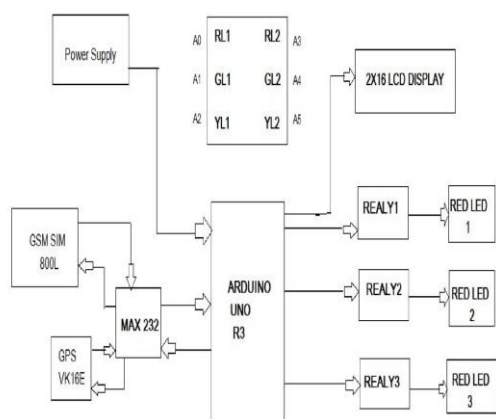 Power Supply
A0 RL1 RL2 A3
A1 GL1 GL2 A4
A2 YL1 YL2 A5
2X16 LCD DISPLAY
GSM SIM
800L
MAX 232
GPS
VK16E
ARDUINO
UNO
R3
REALY1
RED LED
1
REALY2
RED LED
2
REALY3
RED LED
3